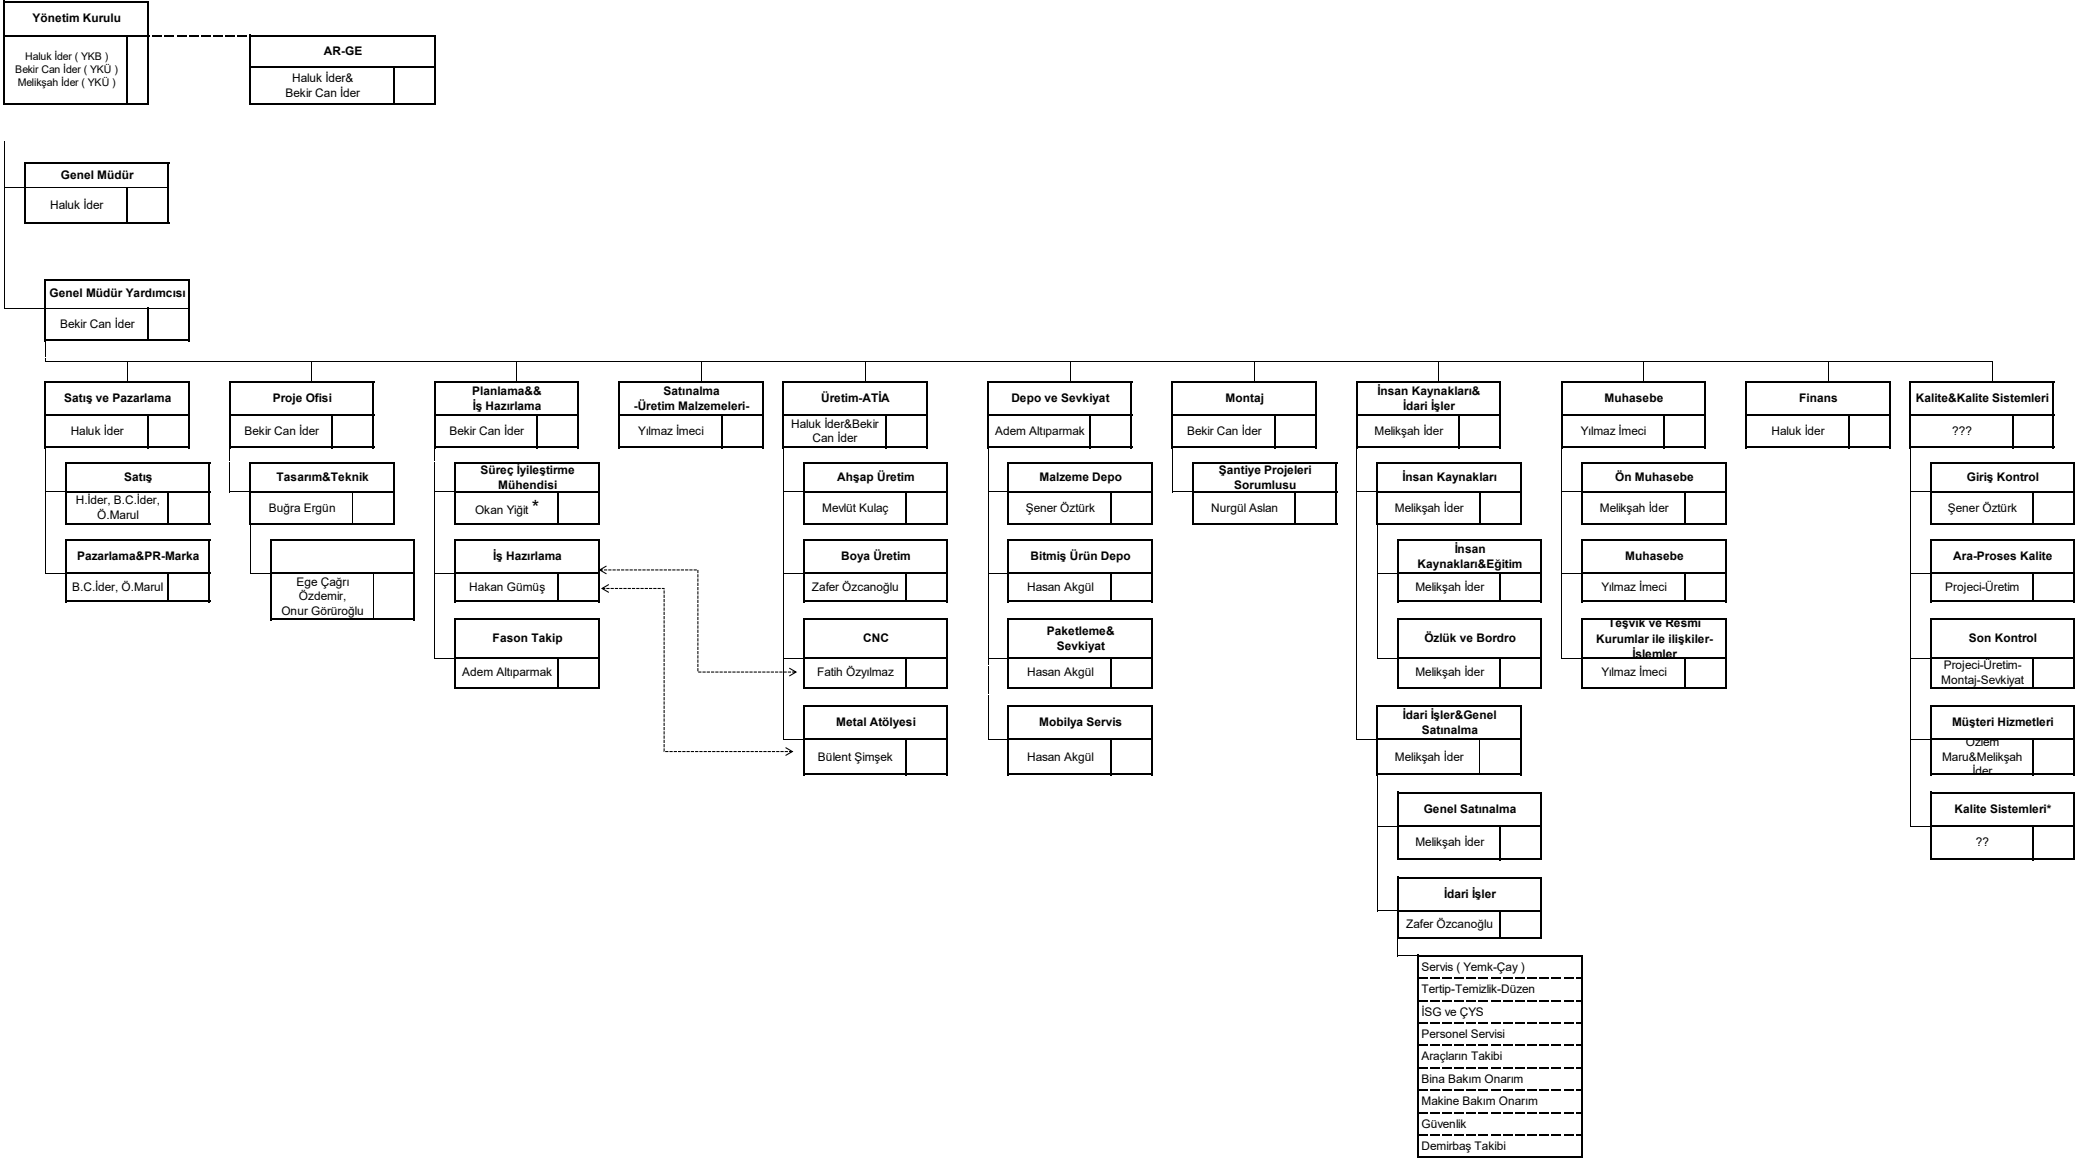 Yönetim Kurulu
Haluk İder ( YKB )
Bekir Can İder ( YKÜ )
Melikşah İder ( YKÜ )
AR-GE
Haluk İder&
Bekir Can İder
Genel Müdür
Haluk İder
Genel Müdür Yardımcısı
Bekir Can İder
Satış ve Pazarlama
Haluk İder
Satış
H.İder, B.C.İder,
Ö.Marul
Pazarlama&PR-Marka
B.C.İder, Ö.Marul
Proje Ofisi
Bekir Can İder
Tasarım&Teknik
Buğra Ergün
Ege Çağrı
Özdemir,
Onur Görüroğlu
Planlama&&
İş Hazırlama
Bekir Can İder
Süreç İyileştirme
Mühendisi
Okan Yiğit *
İş Hazırlama
Hakan Gümüş
Fason Takip
Adem Altıparmak
Satınalma
-Üretim Malzemeleri-
Yılmaz İmeci
Üretim-ATİA
Haluk İder&Bekir
Can İder
Ahşap Üretim
Mevlüt Kulaç
Boya Üretim
Zafer Özcanoğlu
CNC
Fatih Özyılmaz
Metal Atölyesi
Bülent Şimşek
Depo ve Sevkiyat
Adem Altıparmak
Malzeme Depo
Şener Öztürk
Bitmiş Ürün Depo
Hasan Akgül
Paketleme&
Sevkiyat
Hasan Akgül
Mobilya Servis
Hasan Akgül
Montaj
Bekir Can İder
Şantiye Projeleri
Sorumlusu
Nurgül Aslan
İnsan Kaynakları&
İdari İşler
Melikşah İder
İnsan Kaynakları
Melikşah İder
İnsan
Kaynakları&Eğitim
Melikşah İder
Özlük ve Bordro
Melikşah İder
İdari İşler&Genel
Satınalma
Melikşah İder
Genel Satınalma
Melikşah İder
İdari İşler
Zafer Özcanoğlu
Servis ( Yemk-Çay )
Tertip-Temizlik-Düzen
İSG ve ÇYS
Personel Servisi
Araçların Takibi
Bina Bakım Onarım
Makine Bakım Onarım
Güvenlik
Demirbaş Takibi
Muhasebe
Yılmaz İmeci
Ön Muhasebe
Melikşah İder
Muhasebe
Yılmaz İmeci
Teşvik ve Resmi
Kurumlar ile ilişkiler-
İşlemler
Yılmaz İmeci
Finans
Haluk İder
Kalite&Kalite Sistemleri
???
Giriş Kontrol
Şener Öztürk
Ara-Proses Kalite
Projeci-Üretim
Son Kontrol
Projeci-Üretim-
Montaj-Sevkiyat
Müşteri Hizmetleri
Özlem
Maru&Melikşah
İder
Kalite Sistemleri*
??